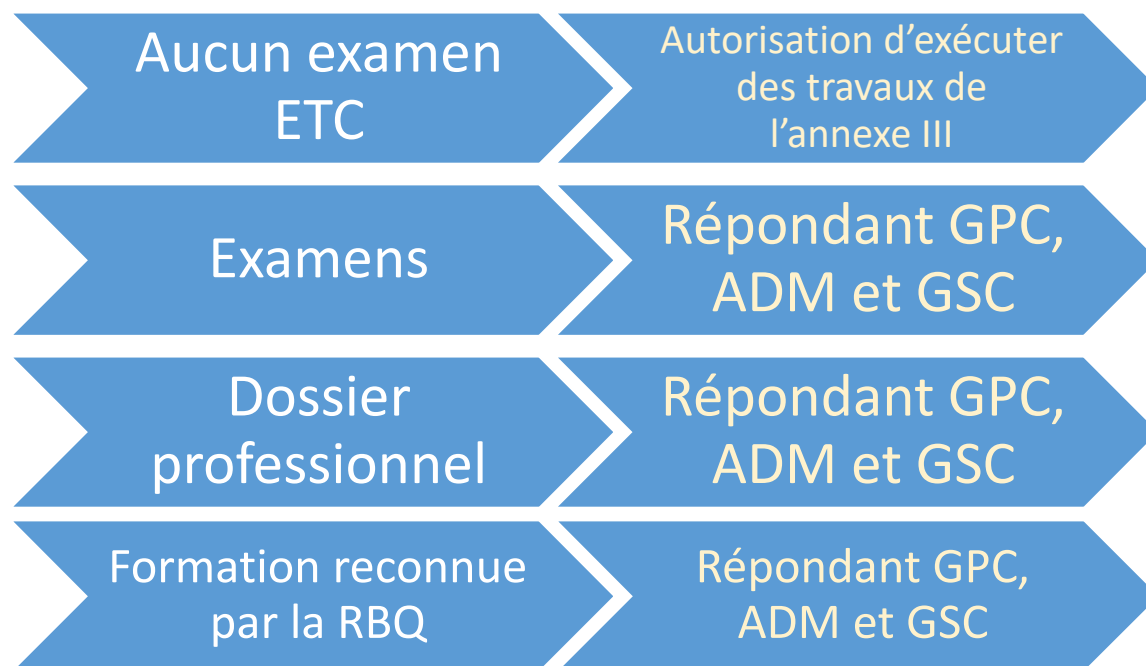 Aucun examen
ETC
Autorisation d’exécuter
des travaux de
l’annexe III
Examens
Répondant GPC,
ADM et GSC
Dossier
professionnel
Répondant GPC,
ADM et GSC
Formation reconnue
par la RBQ
Répondant GPC,
ADM et GSC